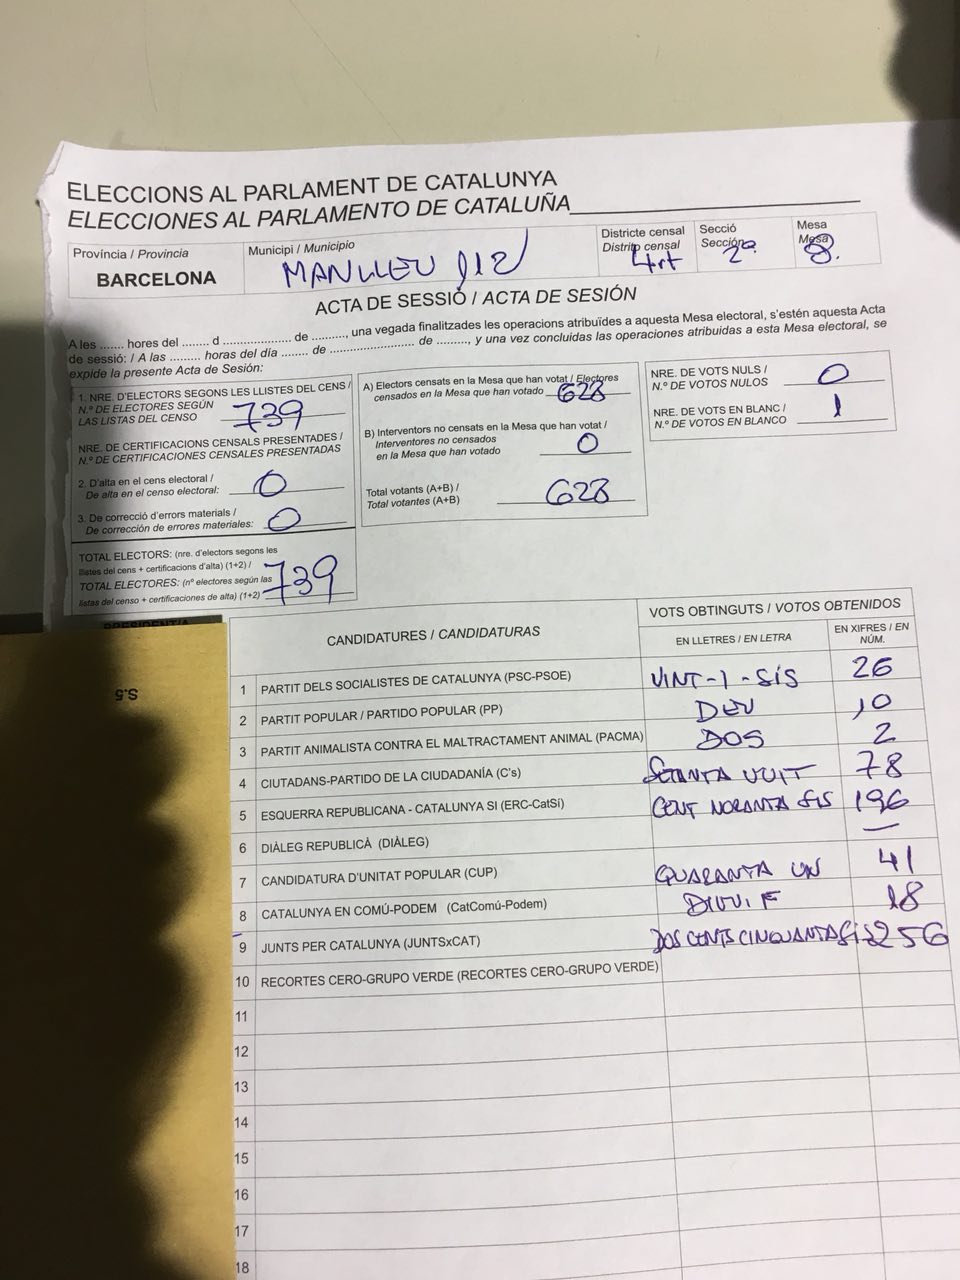 ELECCIONS AL PARLAMENT DE CATALUNYA
ELECCIONES AL PARLAMENTO DE CATALUÑA
Província / Provincia
BARCELONA
Municipi / Municipio
MANLLEU 112
Districte censal
Distrito censal
4rt
Secció
Sección
2ª
Mesa
Mesa
8.
ACTA DE SESSIÓ / ACTA DE SESIÓN
A les ....... hores del ....... d .................... de .........., una vegada finalitzades les operacions atribuïdes a aquesta Mesa electoral, s'estén aquesta Acta
de sessió: / A las ......... horas del día ........ de ......................... de ........., y una vez concluidas las operaciones atribuidas a esta Mesa electoral, se
expide la presente Acta de Sesión:
1. NRE. D'ELECTORS SEGONS LES LLISTES DEL CENS /
N.º DE ELECTORES SEGÚN
LAS LISTAS DEL CENSO 739
NRE. DE CERTIFICACIONS CENSALS PRESENTADES /
N.º DE CERTIFICACIONES CENSALES PRESENTADAS
2. D'alta en el cens electoral /
De alta en el censo electoral: 0
3. De correcció d'errors materials /
De corrección de errores materiales: 0
TOTAL ELECTORS: (nre. d'electors segons les
llistes del cens + certificacions d'alta) (1+2) /
TOTAL ELECTORES: (nº electores según las
listas del censo + certificaciones de alta) (1+2) 739
A) Electors censats en la Mesa que han votat / Electores
censados en la Mesa que han votado 628
B) Interventors no censats en la Mesa que han votat /
Interventores no censados
en la Mesa que han votado 0
Total votants (A+B) /
Total votantes (A+B) 628
NRE. DE VOTS NULS /
N.º DE VOTOS NULOS 0
NRE. DE VOTS EN BLANC /
N.º DE VOTOS EN BLANCO 1
PRESIDENT/A
S.5
CANDIDATURES / CANDIDATURAS
VOTS OBTINGUTS / VOTOS OBTENIDOS
EN LLETRES / EN LETRA
EN XIFRES / EN NÚM.
1 PARTIT DELS SOCIALISTES DE CATALUNYA (PSC-PSOE) VINT-I-SIS 26
2 PARTIT POPULAR / PARTIDO POPULAR (PP) DEU 10
3 PARTIT ANIMALISTA CONTRA EL MALTRACTAMENT ANIMAL (PACMA) DOS 2
4 CIUTADANS-PARTIDO DE LA CIUDADANÍA (C's) SETANTA VUIT 78
5 ESQUERRA REPUBLICANA - CATALUNYA SI (ERC-CatSí) CENT NORANTA SIS 196
6 DIÀLEG REPUBLICÀ (DIÀLEG) —
7 CANDIDATURA D'UNITAT POPULAR (CUP) QUARANTA UN 41
8 CATALUNYA EN COMÚ-PODEM (CatComú-Podem) 18
9 JUNTS PER CATALUNYA (JUNTSxCAT) DOS CENTS CINQUANTA SIS 256
10 RECORTES CERO-GRUPO VERDE (RECORTES CERO-GRUPO VERDE)
11
12
13
14
15
16
17
18